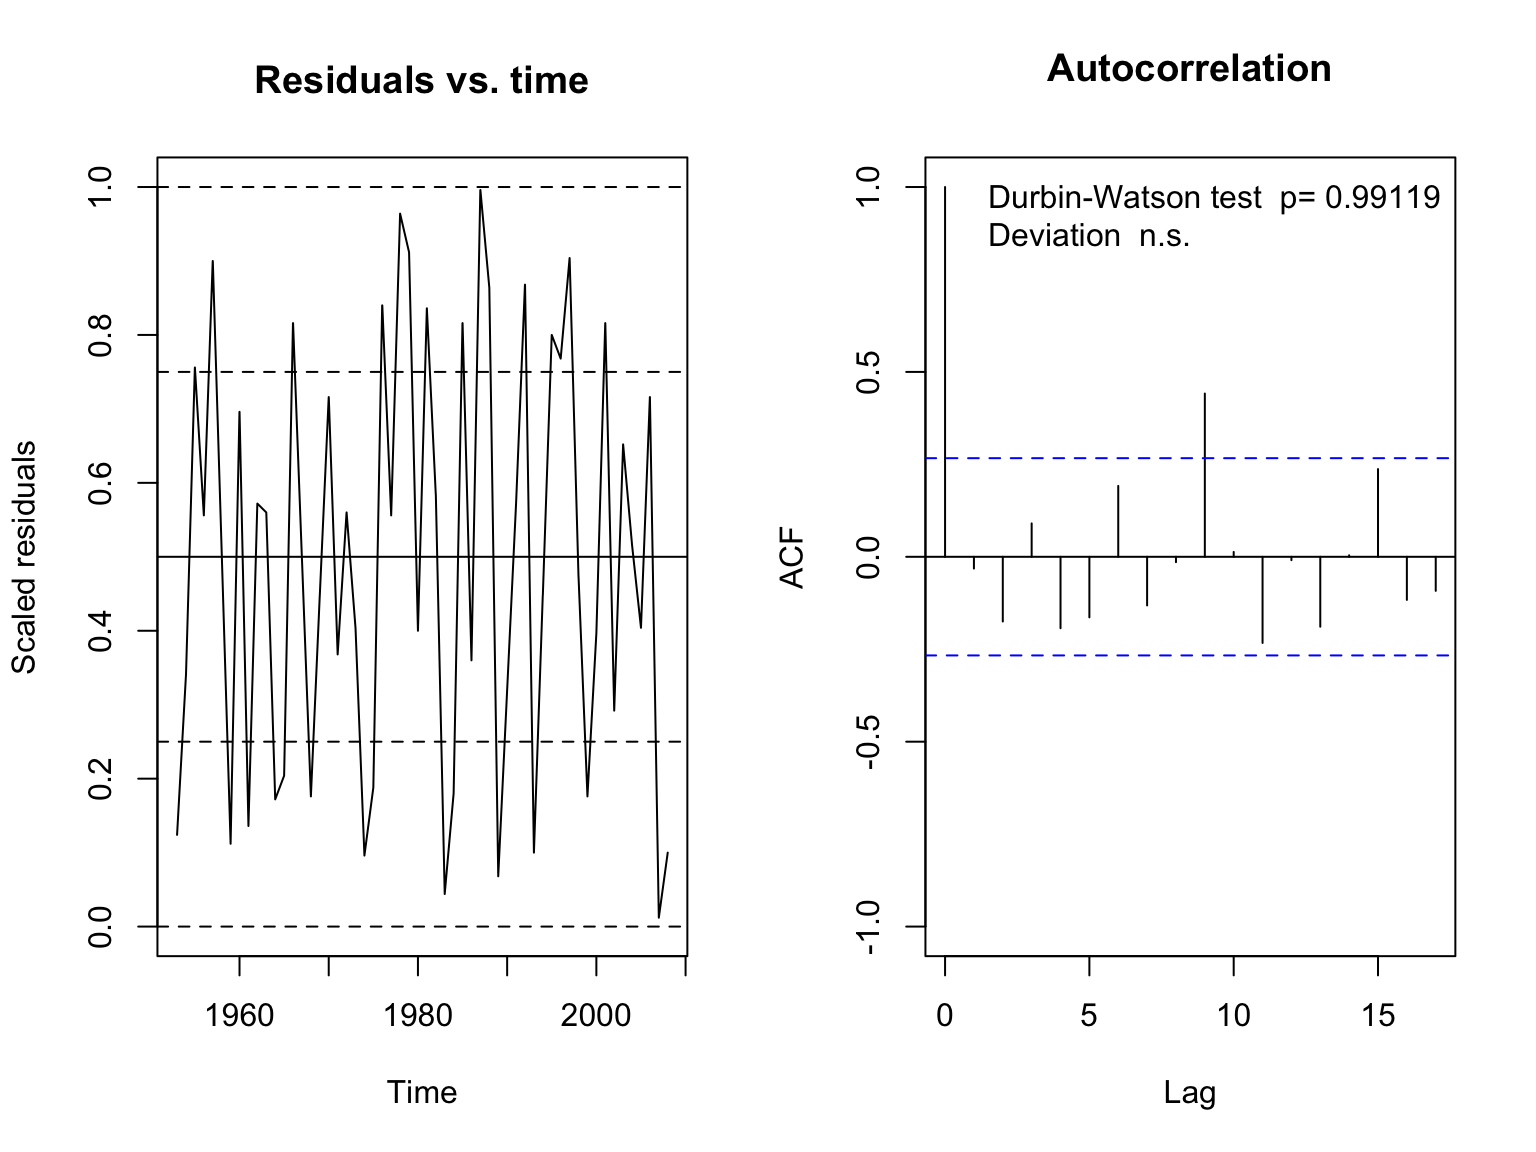 Residuals vs. time
Scaled residuals
1.0
0.8
0.6
0.4
0.2
0.0
1960 1980 2000
Time
Autocorrelation
Durbin-Watson test  p= 0.99119
Deviation  n.s.
ACF
1.0
0.5
0.0
-0.5
-1.0
0 5 10 15
Lag